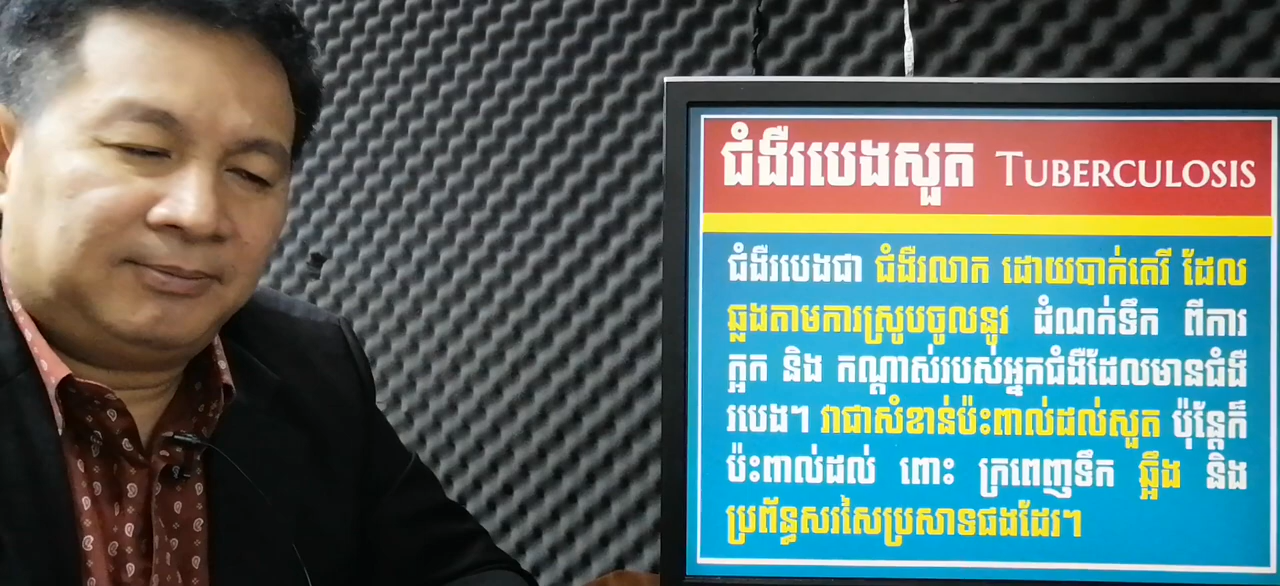 ជំងឺរបេងសួត TUBERCULOSIS
ជំងឺរបេងជា ជំងឺរលាក ដោយបាក់តេរី ដែល
ឆ្លងតាមការស្រូបចូលនូវ ដំណក់ទឹក ពីការ
ក្អក និង កណ្តាស់របស់អ្នកជំងឺដែលមានជំងឺ
របេង។ វាជាសំខាន់ប៉ះពាល់ដល់សួត ប៉ុន្តែក៏
ប៉ះពាល់ដល់ ពោះ ក្រពេញទឹក ឆ្អឹង និង
ប្រព័ន្ធសរសៃប្រសាទផងដែរ។